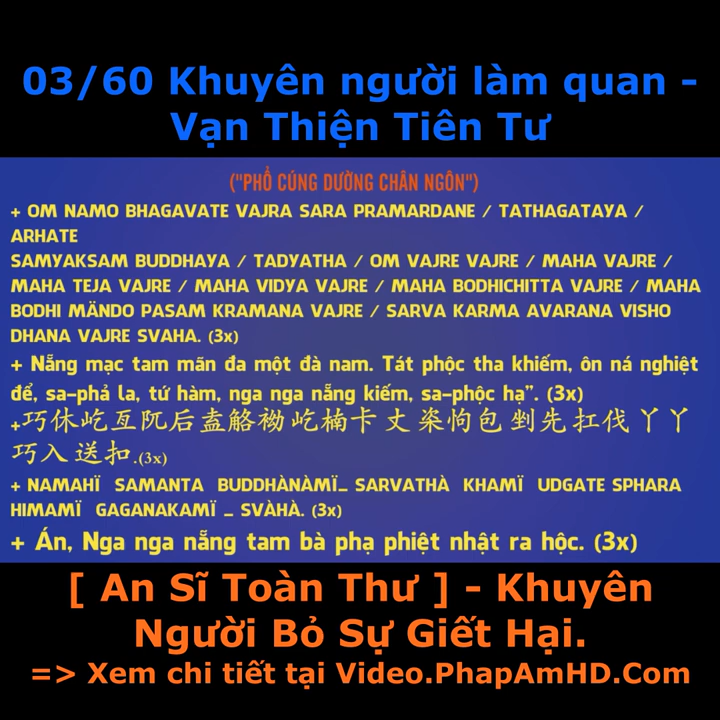 03/60 Khuyên người làm quan -
Vạn Thiện Tiên Tư
("PHỔ CÚNG DƯỜNG CHÂN NGÔN")
+ OM NAMO BHAGAVATE VAJRA SARA PRAMARDANE / TATHAGATAYA /
ARHATE
SAMYAKSAM BUDDHAYA / TADYATHA / OM VAJRE VAJRE / MAHA VAJRE /
MAHA TEJA VAJRE / MAHA VIDYA VAJRE / MAHA BODHICHITTA VAJRE / MAHA
BODHI MÄNDO PASAM KRAMANA VAJRE / SARVA KARMA AVARANA VISHO
DHANA VAJRE SVAHA. (3x)
+ Nẵng mạc tam mãn đa một đà nam. Tát phộc tha khiếm, ôn ná nghiệt
để, sa-phả la, tứ hàm, nga nga nẵng kiếm, sa-phộc hạ”. (3x)
+巧休屹亙阢后盍觡袎屹楠卡丈粢怐包剉先扛伐丫丫
巧入送扣.(3x)
+ NAMAHÏ SAMANTA BUDDHÀNÀMÏ_ SARVATHÀ KHAMÏ UDGATE SPHARA
HIMAMÏ GAGANAKAMÏ _ SVÀHÀ. (3x)
+ Án, Nga nga nẵng tam bà phạ phiệt nhật ra hộc. (3x)
[ An Sĩ Toàn Thư ] - Khuyên
Người Bỏ Sự Giết Hại.
=> Xem chi tiết tại Video.PhapAmHD.Com